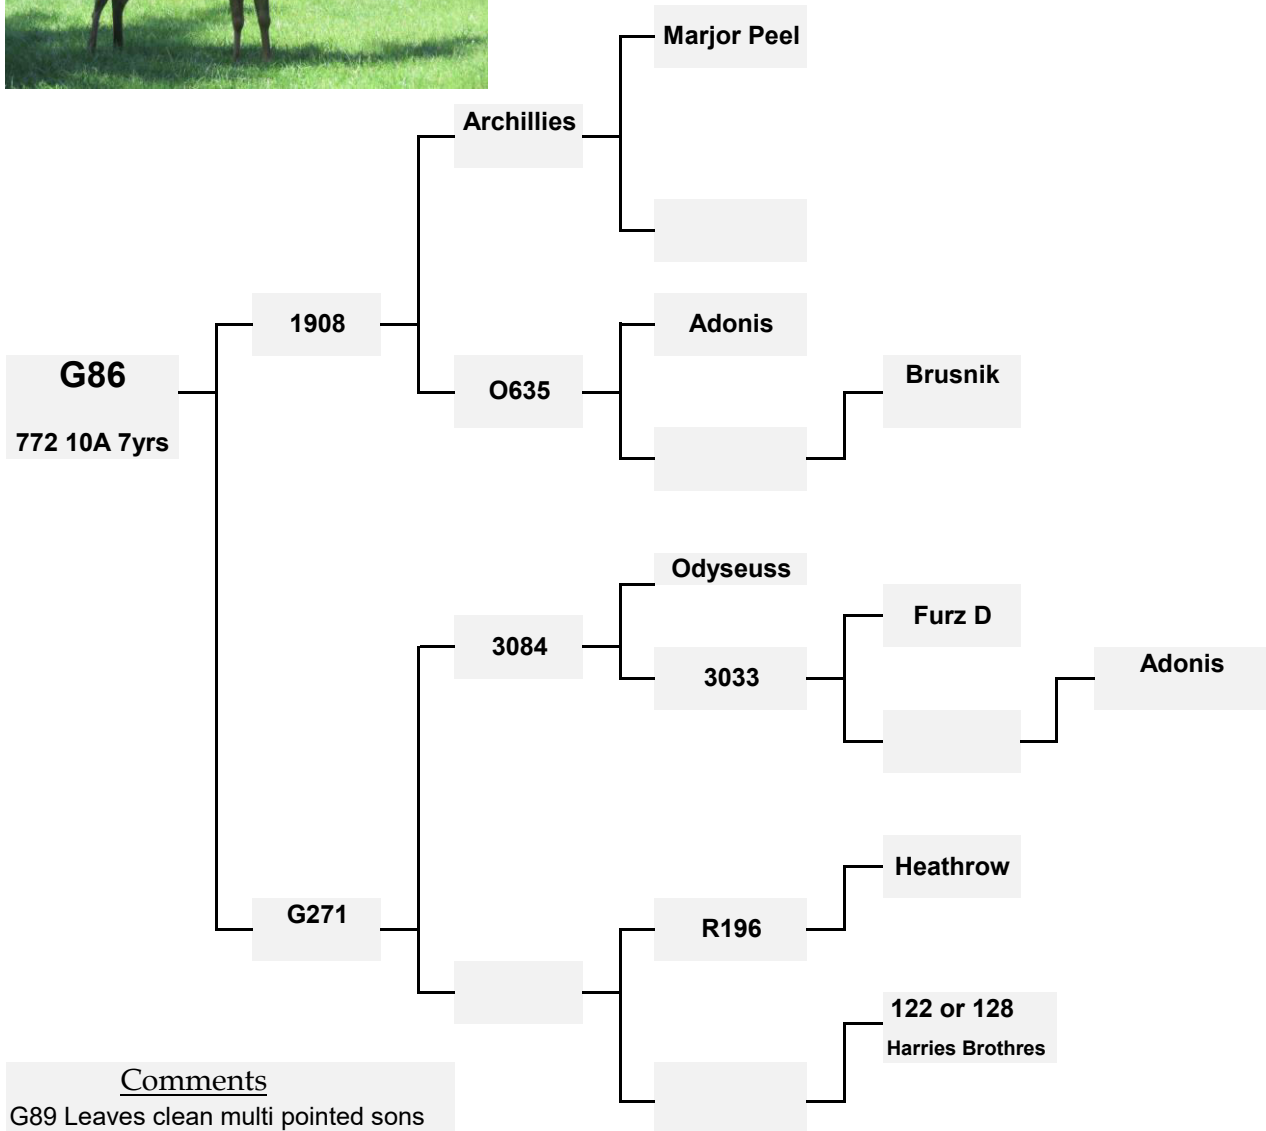 Marjor Peel
Archillies
1908
Adonis
G86
772 10A 7yrs
O635
Brusnik
Odyseuss
Furz D
3084
3033
Adonis
Heathrow
G271
R196
122 or 128
Harries Brothres
Comments
G89 Leaves clean multi pointed sons